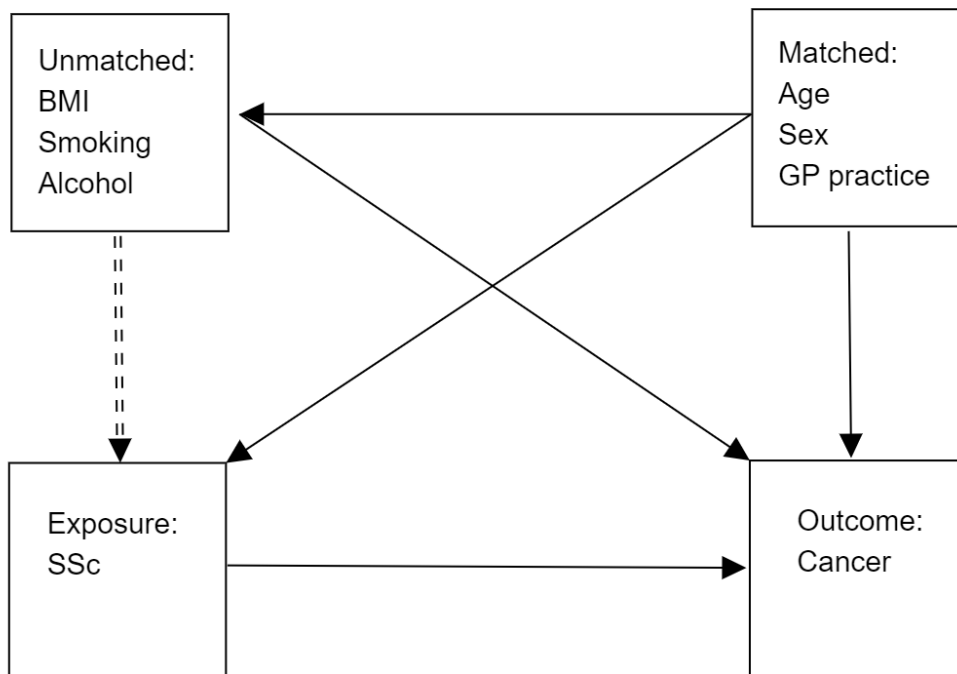 Unmatched:
BMI
Smoking
Alcohol
Matched:
Age
Sex
GP practice
Exposure:
SSc
Outcome:
Cancer